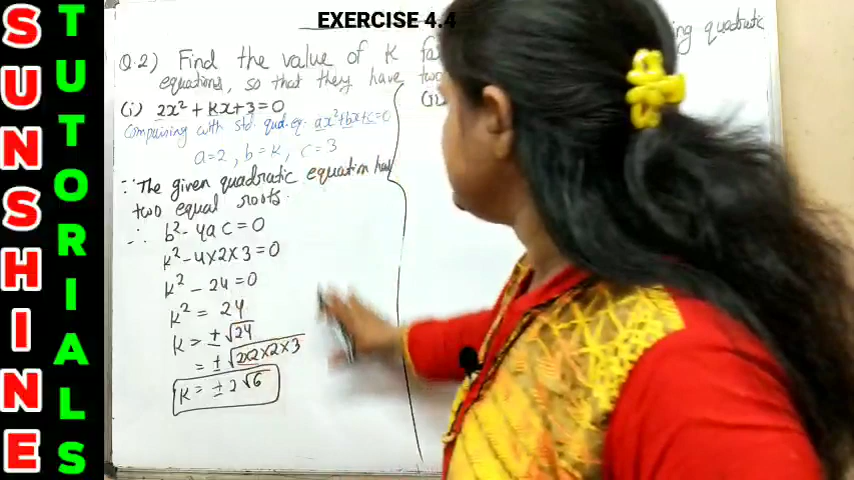 SUNSHINE
TUTORIALS
EXERCISE 4.4
Q.2) Find the value of K ing quadratic
equations, so that they have two
(i) 2x² + kx + 3 = 0
Comparing with std. quad. eq. ax²+bx+c=0
a=2, b=K, c=3
∵ The given quadratic equation has
two equal roots.
∴ b² - 4ac = 0
K² - 4×2×3 = 0
K² - 24 = 0
K² = 24
K = ± √24
= ± √2×2×2×3
K = ± 2√6